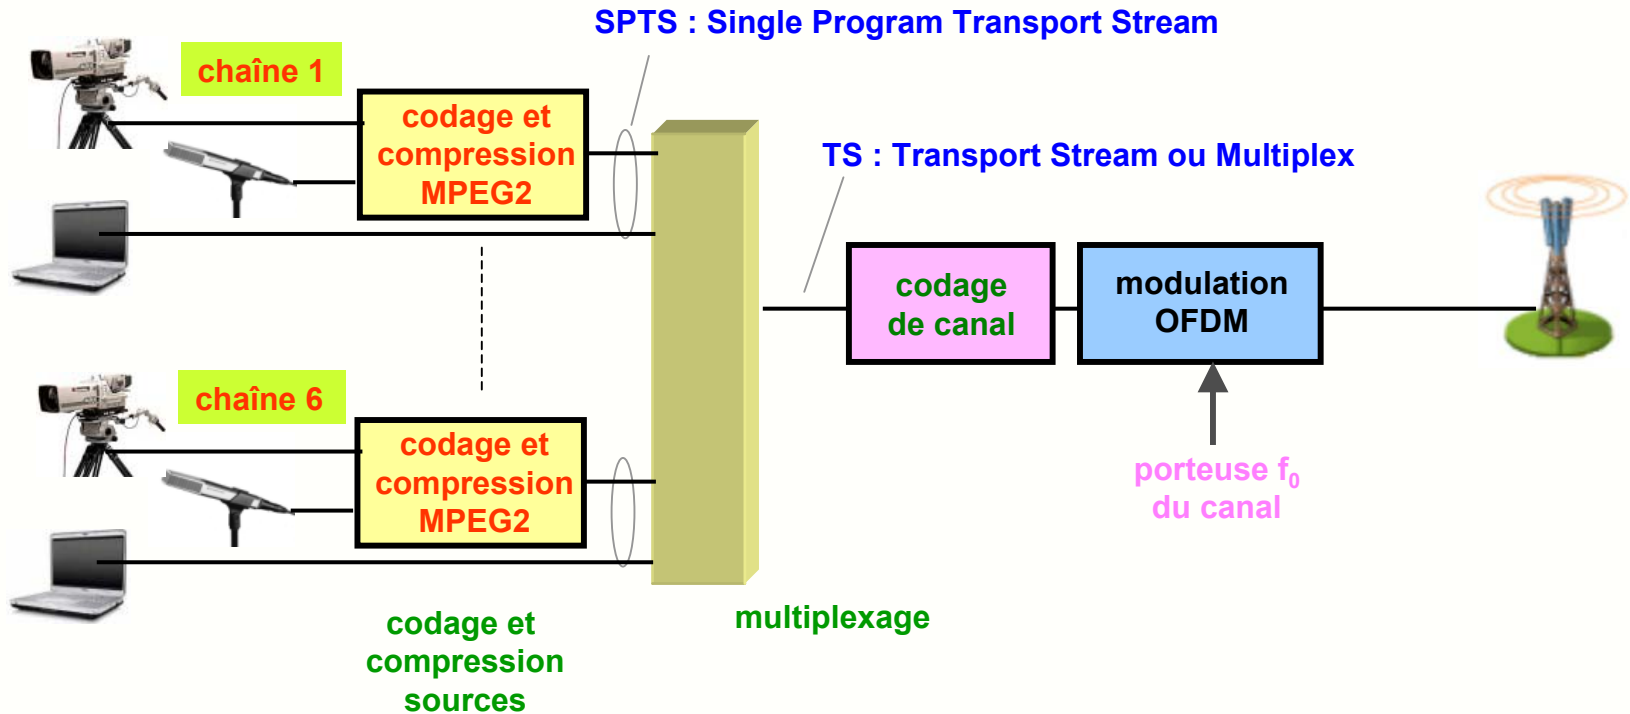 SPTS : Single Program Transport Stream
chaîne 1
codage et
compression
MPEG2
TS : Transport Stream ou Multiplex
codage
de canal
modulation
OFDM
porteuse f₀
du canal
chaîne 6
codage et
compression
MPEG2
multiplexage
codage et
compression
sources